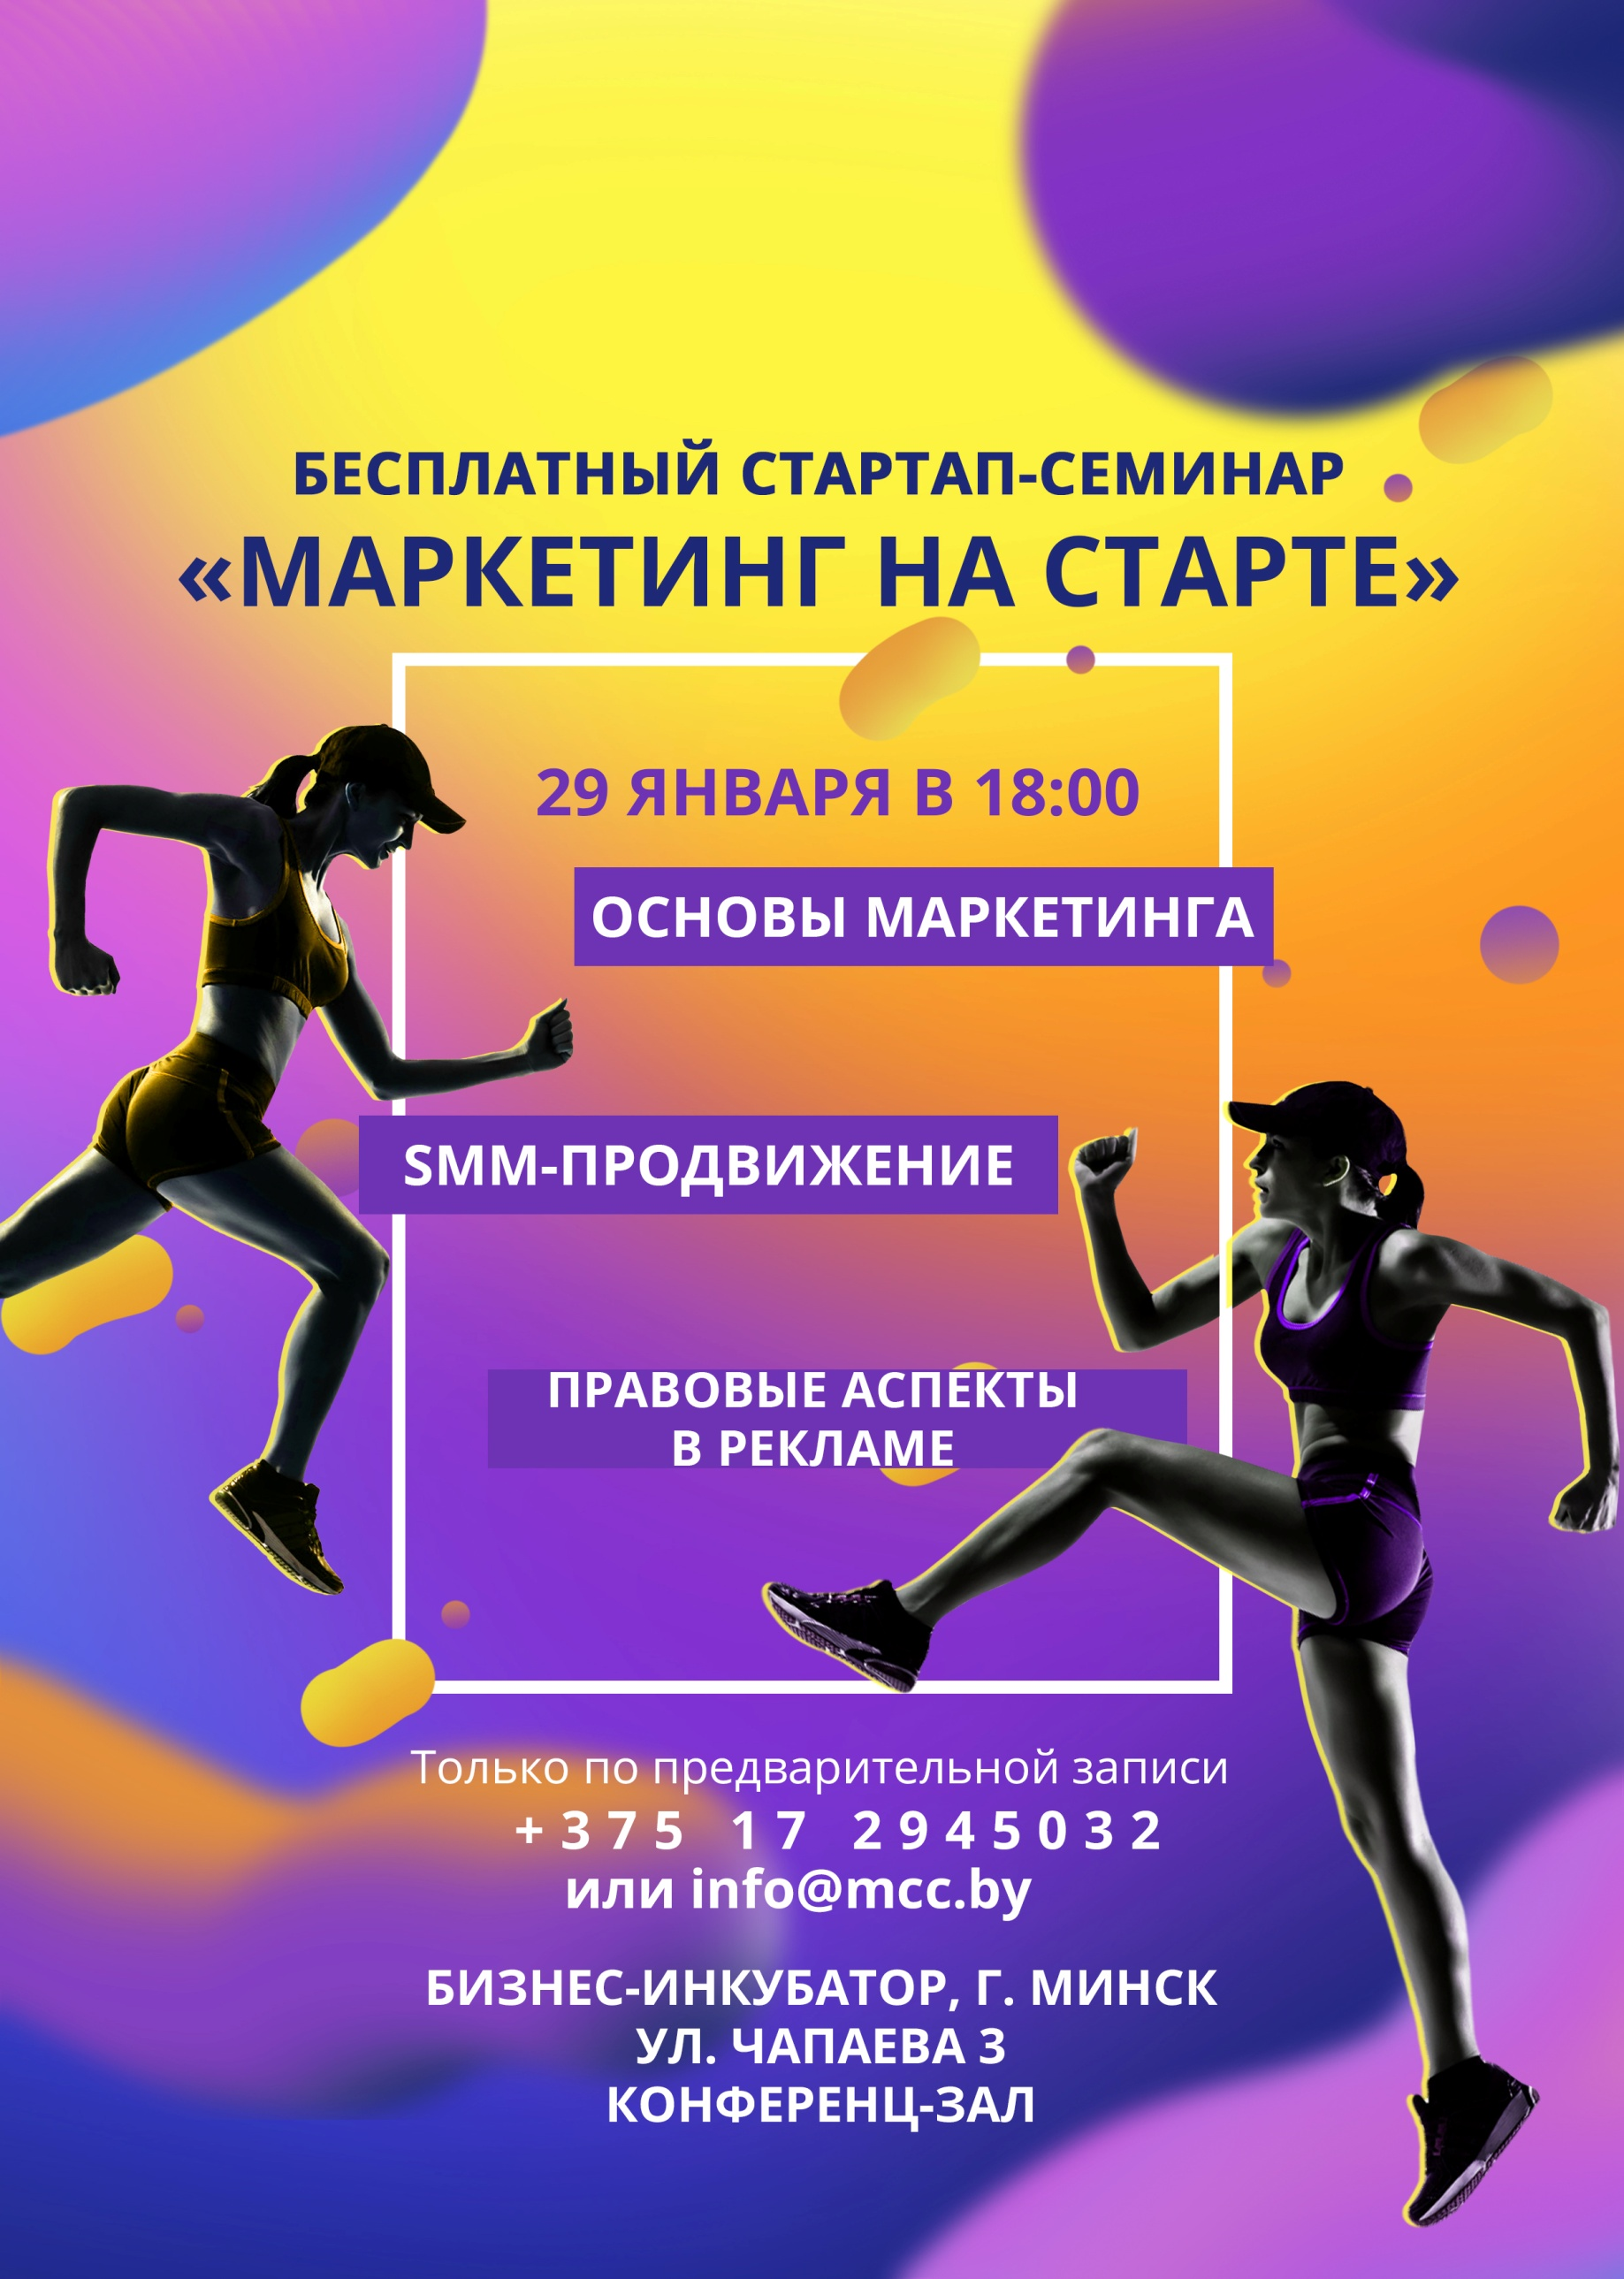 БЕСПЛАТНЫЙ СТАРТАП-СЕМИНАР
«МАРКЕТИНГ НА СТАРТЕ»
29 ЯНВАРЯ В 18:00
ОСНОВЫ МАРКЕТИНГА
SMM-ПРОДВИЖЕНИЕ
ПРАВОВЫЕ АСПЕКТЫ
В РЕКЛАМЕ
Только по предварительной записи
+375 17 2945032
или info@mcc.by
БИЗНЕС-ИНКУБАТОР, Г. МИНСК
УЛ. ЧАПАЕВА 3
КОНФЕРЕНЦ-ЗАЛ